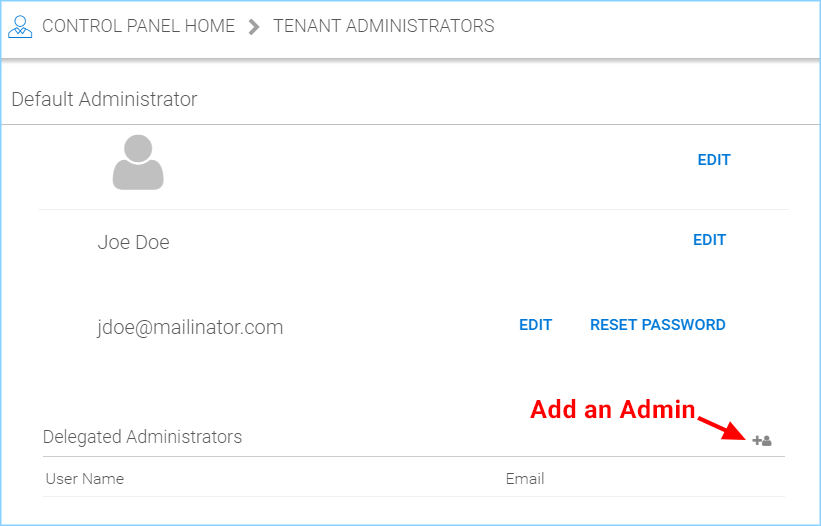 CONTROL PANEL HOME TENANT ADMINISTRATORS
Default Administrator
EDIT
Joe Doe EDIT
jdoe@mailinator.com EDIT RESET PASSWORD
Add an Admin
Delegated Administrators
User Name Email